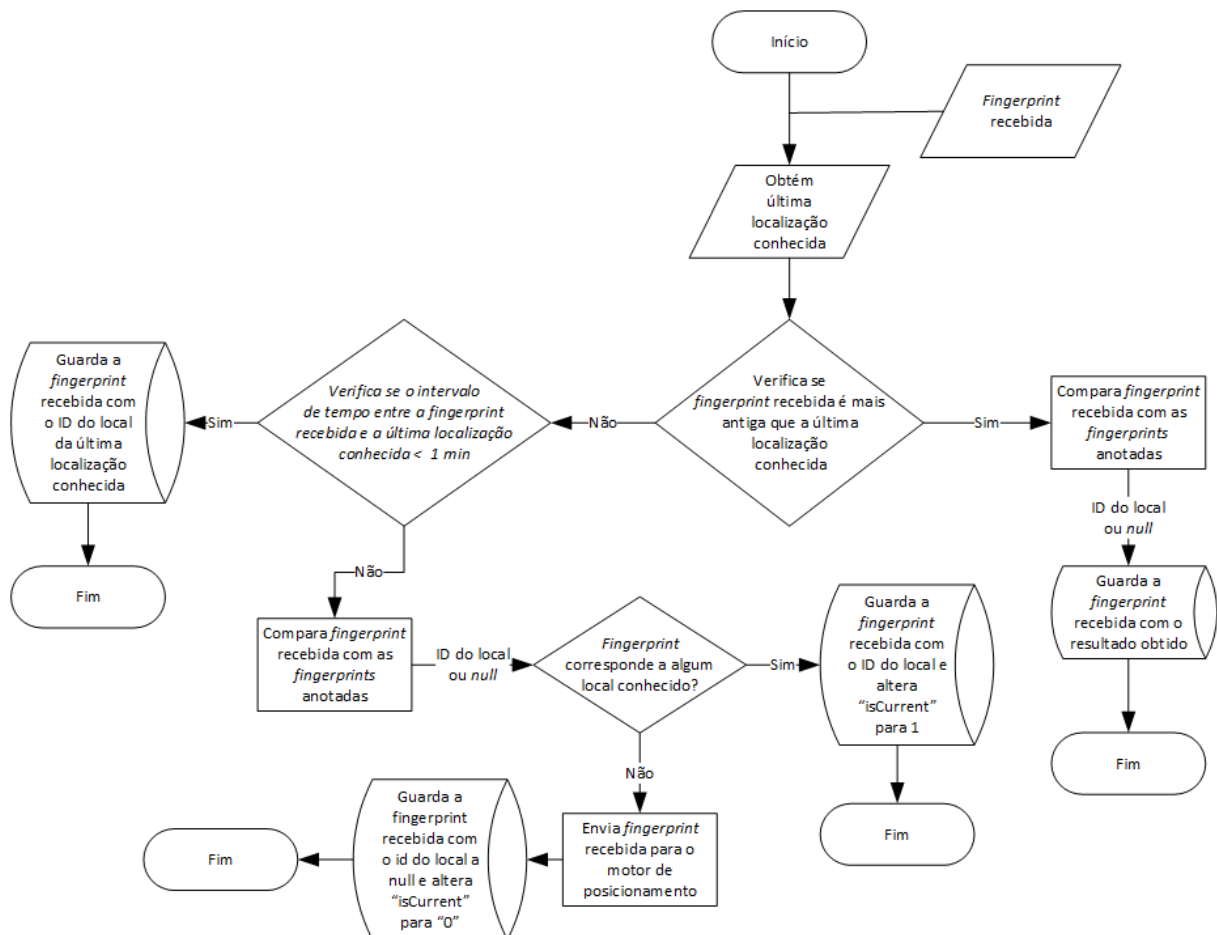 Início
Fingerprint
recebida
Obtém
última
localização
conhecida
Verifica se
fingerprint recebida é mais
antiga que a última
localização
conhecida
Não
Sim
Verifica se o intervalo
de tempo entre a fingerprint
recebida e a última localização
conhecida < 1 min
Sim
Guarda a
fingerprint
recebida com
o ID do local
da última
localização
conhecida
Fim
Compara fingerprint
recebida com as
fingerprints
anotadas
ID do local
ou null
Guarda a
fingerprint
recebida com o
resultado obtido
Fim
Não
Compara fingerprint
recebida com as
fingerprints
anotadas
ID do local
ou null
Fingerprint
corresponde a algum
local conhecido?
Sim
Guarda a
fingerprint
recebida com
o ID do local e
altera
“isCurrent”
para 1
Fim
Não
Envia fingerprint
recebida para o
motor de
posicionamento
Guarda a
fingerprint
recebida com
o id do local a
null e altera
“isCurrent”
para “0”
Fim